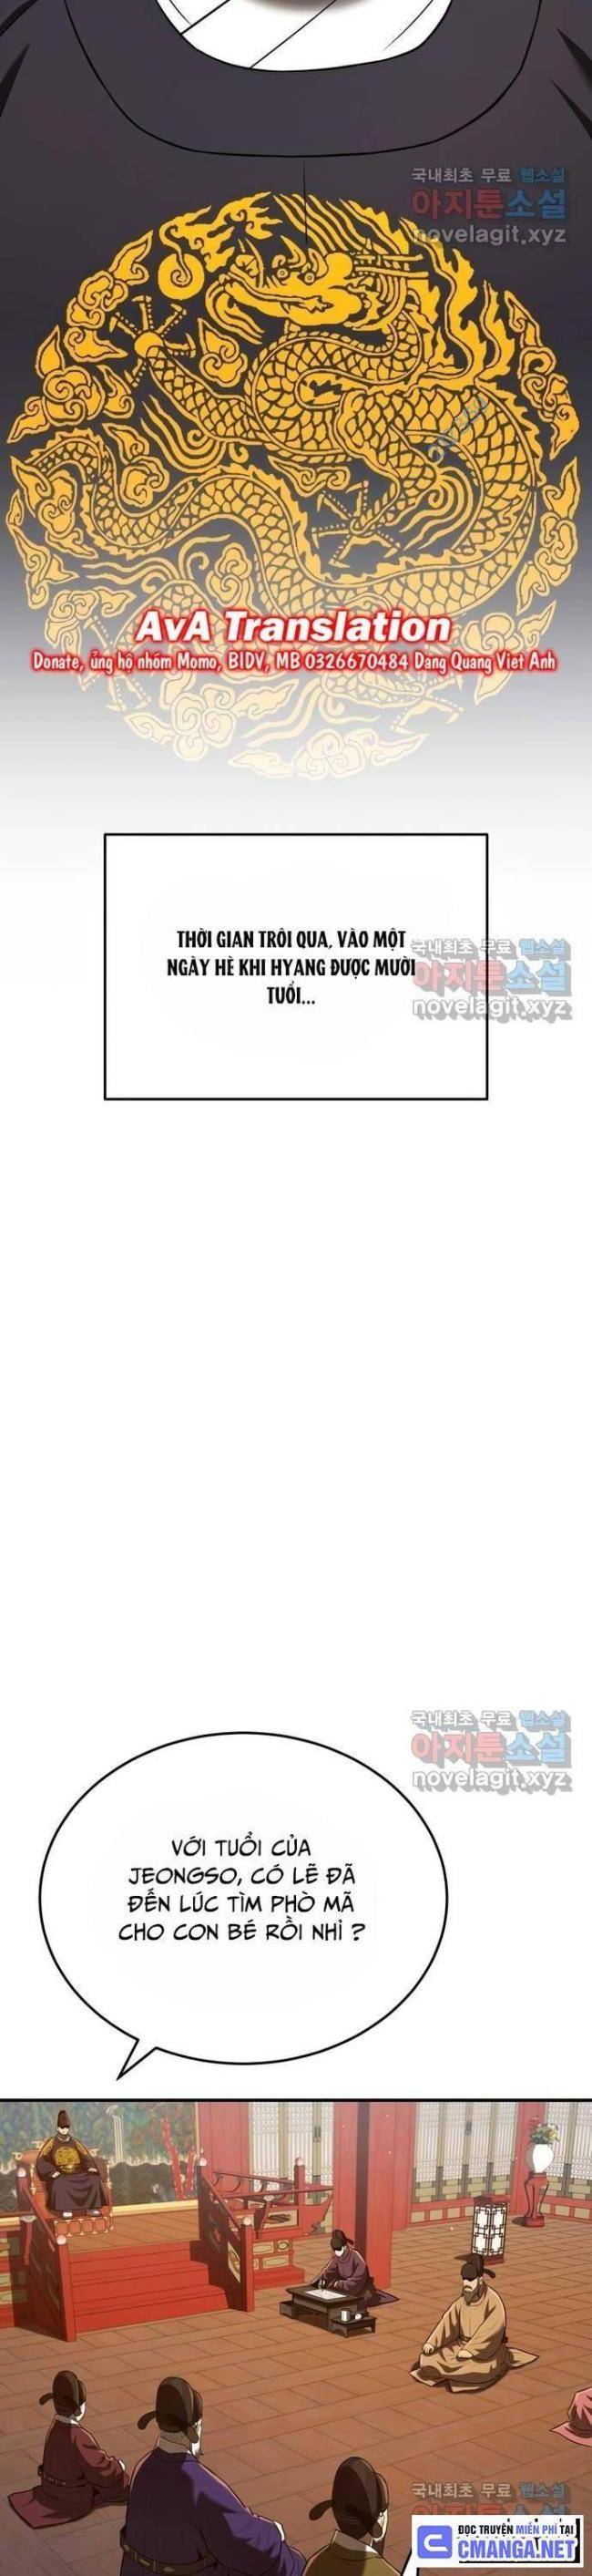 국내최초 무료 웹소설
아지툰소설
novelagit.xyz
AvA Translation
Donate, ủng hộ nhóm Momo, BIDV, MB 0326670484 Dang Quang Viet Anh
THỜI GIAN TRÔI QUA, VÀO MỘT
NGÀY HÈ KHI HYANG ĐƯỢC MƯỜI
TUỔI...
국내최초 무료 웹소설
아지툰소설
novelagit.xyz
국내최초 무료 웹소설
아지툰소설
novelagit.xyz
VỚI TUỔI CỦA
JEONGSO, CÓ LẼ ĐÃ
ĐẾN LÚC TÌM PHÒ MÃ
CHO CON BÉ RỒI NHỈ ?
국내최초 무료 웹소설
아지툰소설
ĐỌC TRUYỆN MIỄN PHÍ TẠI
CMANGA.NET